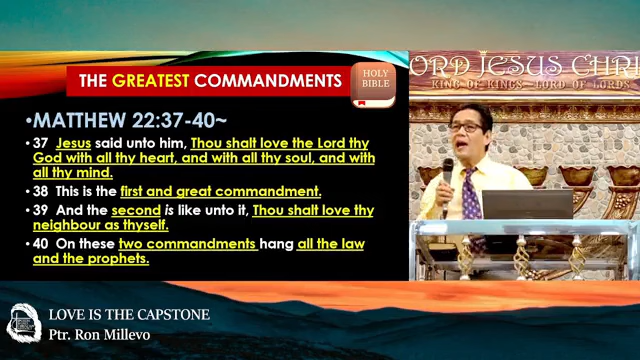 THE GREATEST COMMANDMENTS
HOLY
BIBLE
•MATTHEW 22:37-40~
•37 Jesus said unto him, Thou shalt love the Lord thy
God with all thy heart, and with all thy soul, and with
all thy mind.
•38 This is the first and great commandment.
•39 And the second is like unto it, Thou shalt love thy
neighbour as thyself.
•40 On these two commandments hang all the law
and the prophets.
ORD JESUS CHRI
KING OF KINGS LORD OF LORDS
LOVE IS THE CAPSTONE
Ptr. Ron Millevo